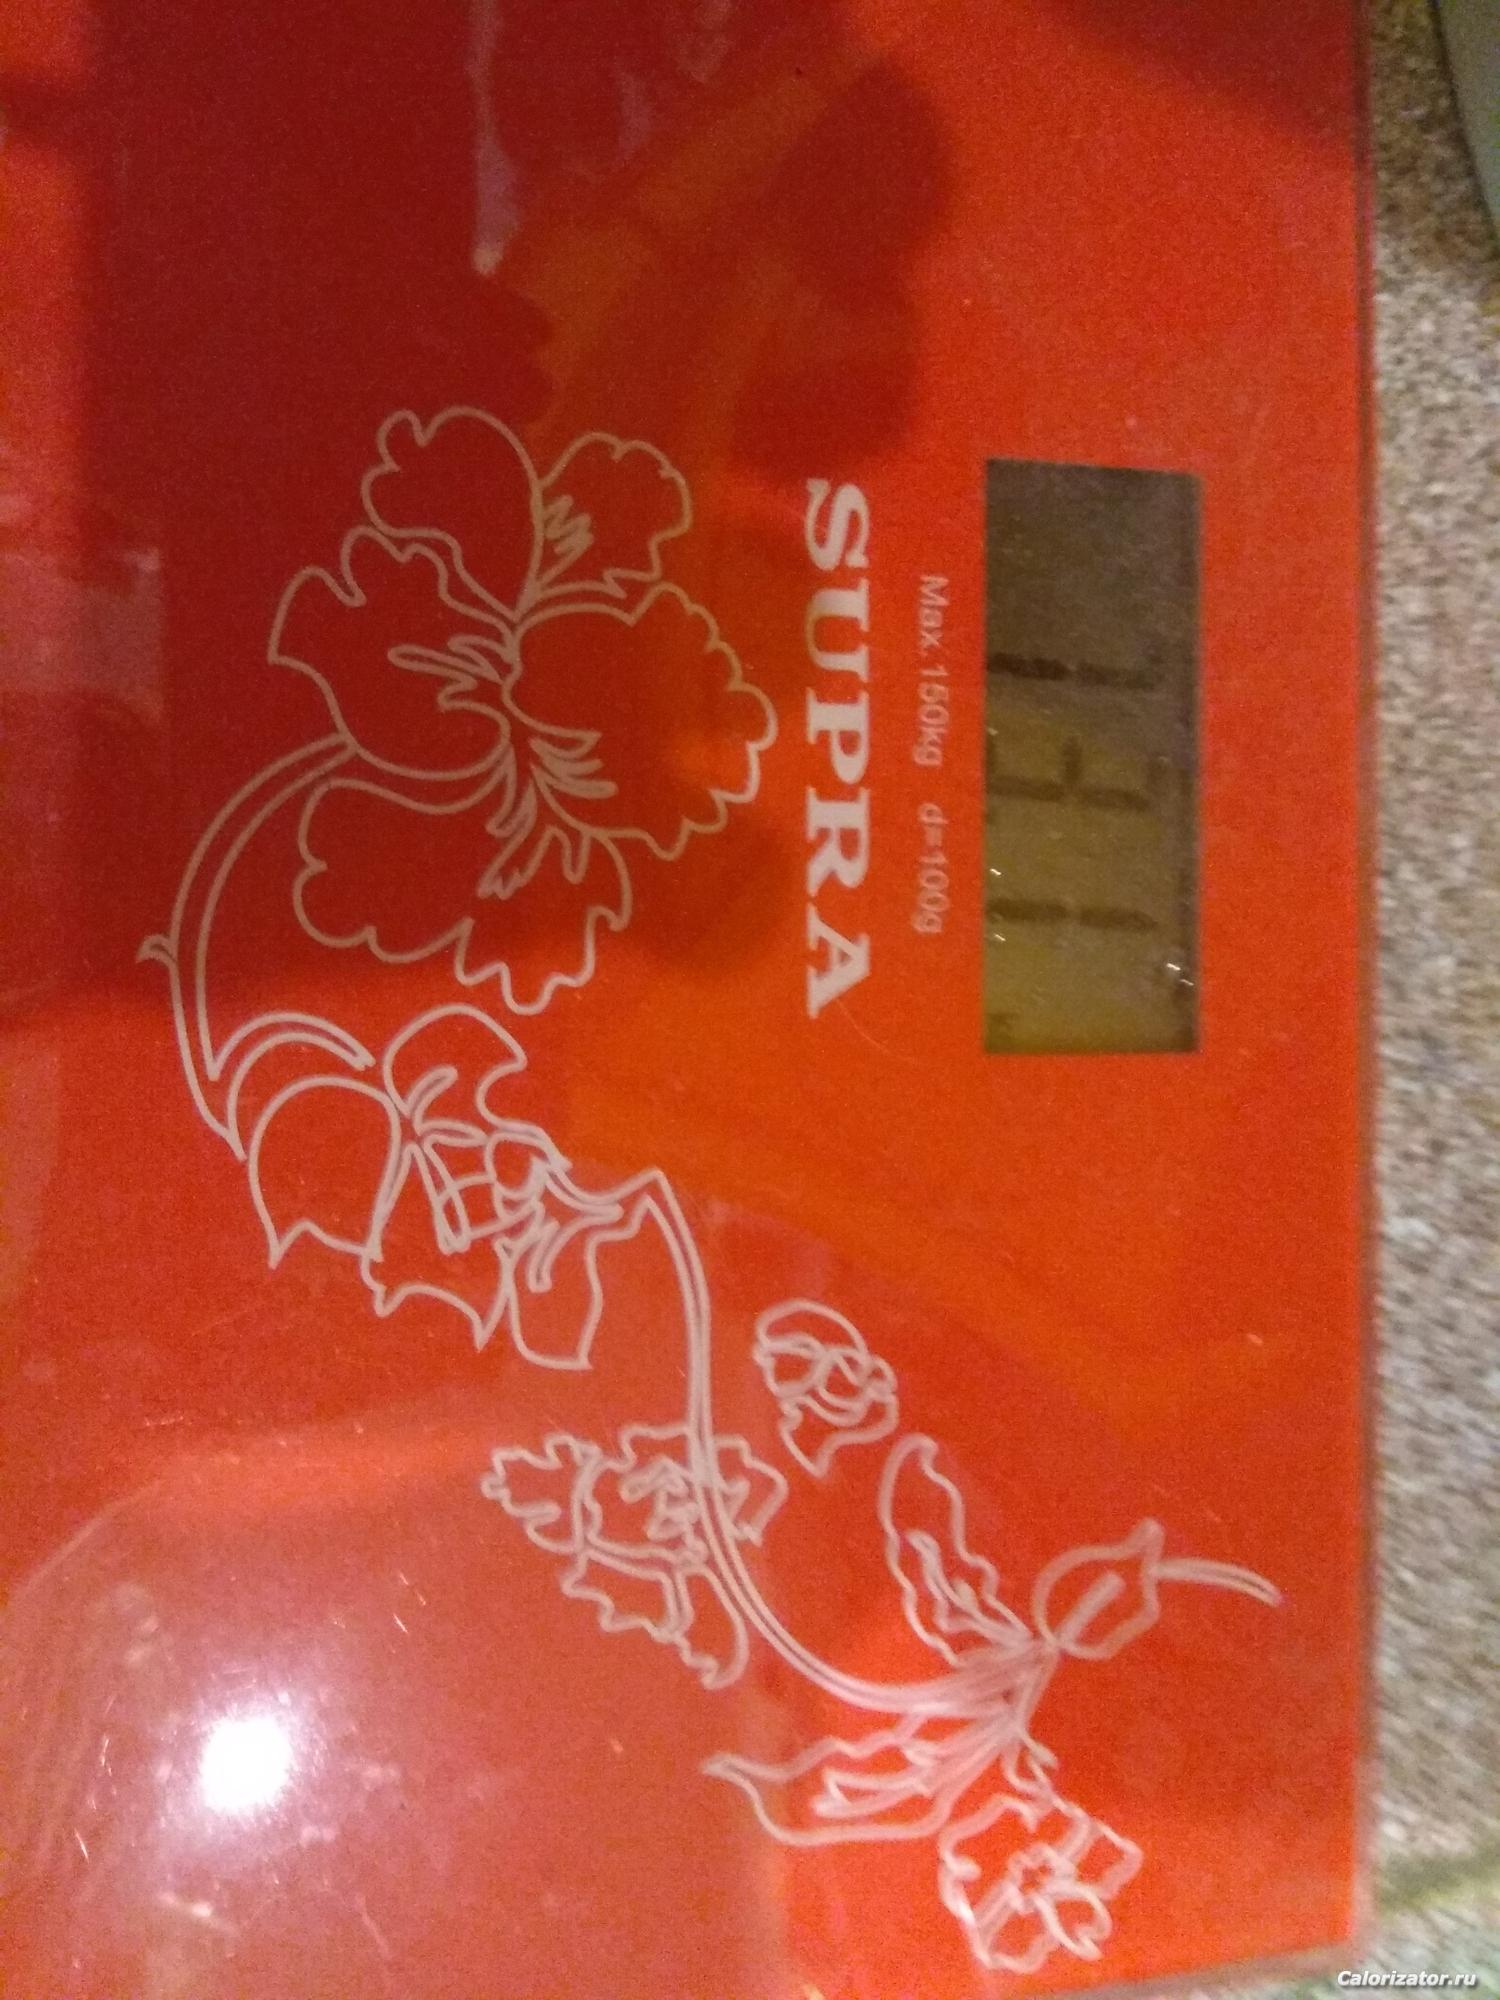 Max. 150kg d=100g
SUPRA
Calorizator.ru